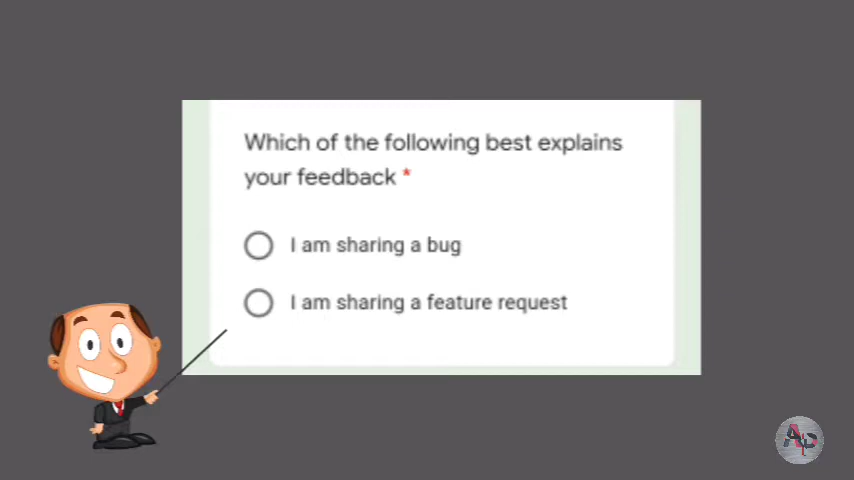 Which of the following best explains
your feedback *
I am sharing a bug
I am sharing a feature request